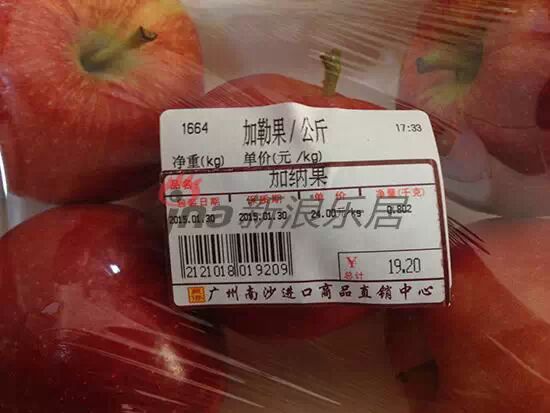 1664 加勒果/公斤 17:33
净重(kg) 单价(元/kg)
品名 加纳果
包装日期 保质期 单价 净量(千克)
2015.01.30 2015.01.30 24.00元/kg 0.802
新浪乐居
2121018019209
¥ 总计 19.20
广州南沙进口商品直销中心